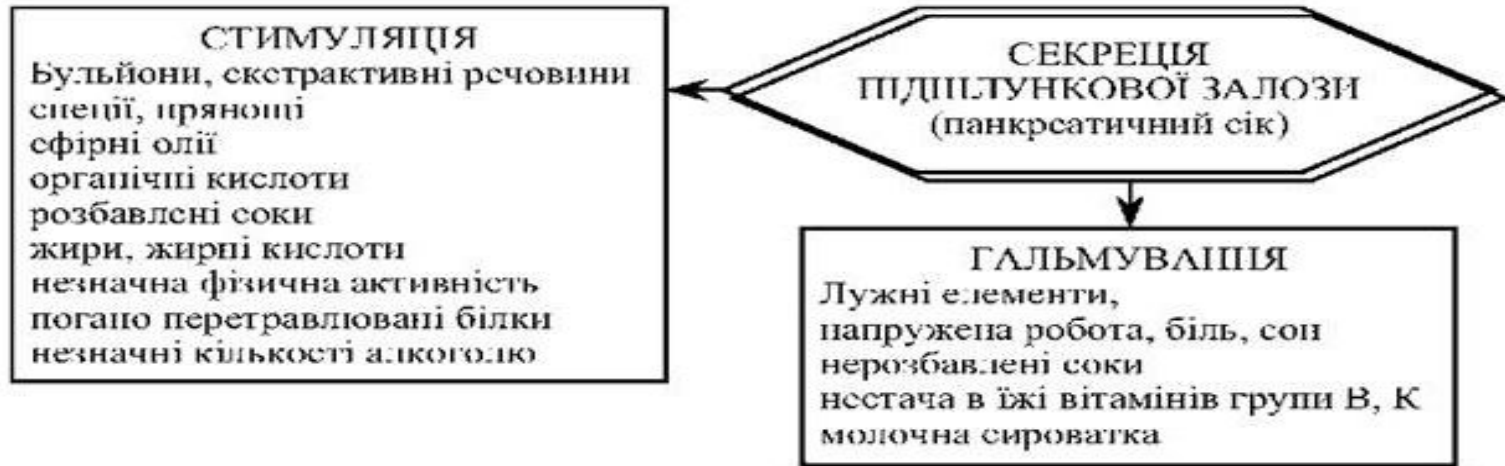 СТИМУЛЯЦІЯ
Бульйони, екстрактивні речовини
спеції, прянощі
ефірні олії
органічні кислоти
розбавлені соки
жири, жирні кислоти
незначна фізична активність
погано перетравлювані білки
незначні кількості алкоголю
СЕКРЕЦІЯ
ПІДШЛУНКОВОЇ ЗАЛОЗИ
(панкреатичний сік)
ГАЛЬМУВАННЯ
Лужні елементи,
напружена робота, біль, сон
нерозбавлені соки
нестача в їжі вітамінів групи В, К
молочна сироватка